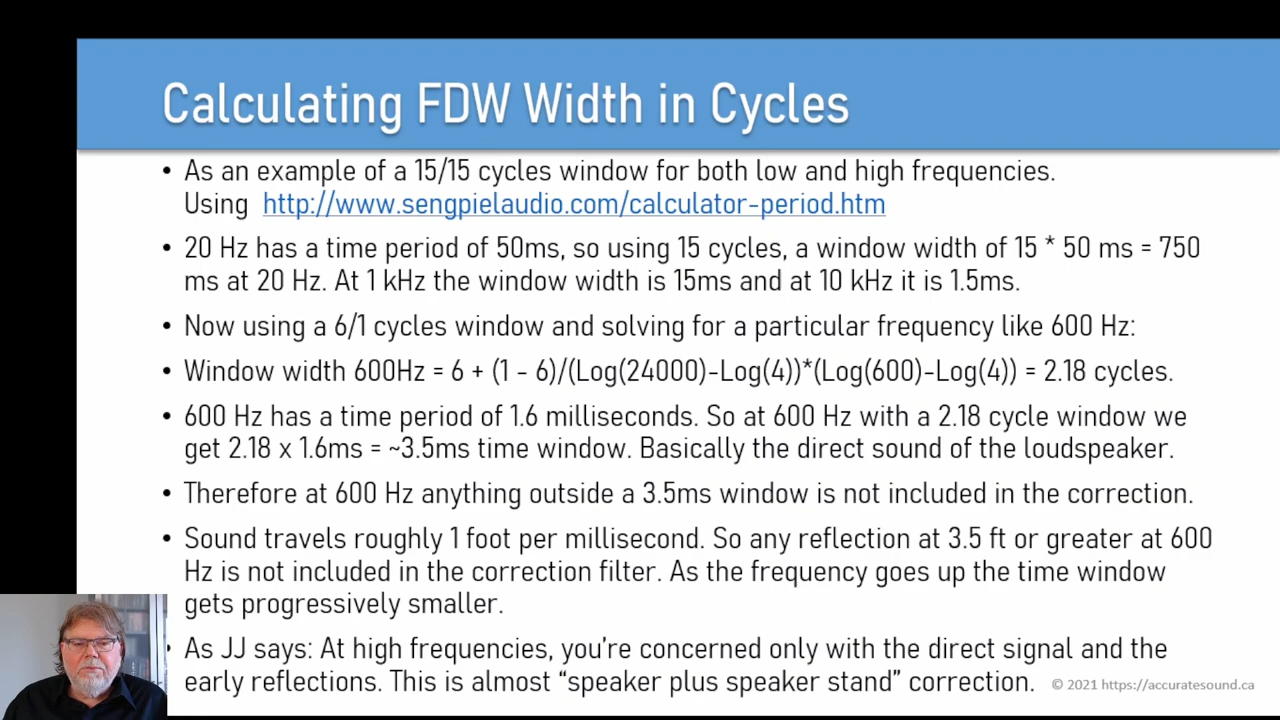 Calculating FDW Width in Cycles
• As an example of a 15/15 cycles window for both low and high frequencies.
Using http://www.sengpielaudio.com/calculator-period.htm
• 20 Hz has a time period of 50ms, so using 15 cycles, a window width of 15 * 50 ms = 750
ms at 20 Hz. At 1 kHz the window width is 15ms and at 10 kHz it is 1.5ms.
• Now using a 6/1 cycles window and solving for a particular frequency like 600 Hz:
• Window width 600Hz = 6 + (1 - 6)/(Log(24000)-Log(4))*(Log(600)-Log(4)) = 2.18 cycles.
• 600 Hz has a time period of 1.6 milliseconds. So at 600 Hz with a 2.18 cycle window we
get 2.18 x 1.6ms = ~3.5ms time window. Basically the direct sound of the loudspeaker.
• Therefore at 600 Hz anything outside a 3.5ms window is not included in the correction.
• Sound travels roughly 1 foot per millisecond. So any reflection at 3.5 ft or greater at 600
Hz is not included in the correction filter. As the frequency goes up the time window
gets progressively smaller.
• As JJ says: At high frequencies, you're concerned only with the direct signal and the
early reflections. This is almost “speaker plus speaker stand” correction.
© 2021 https://accuratesound.ca